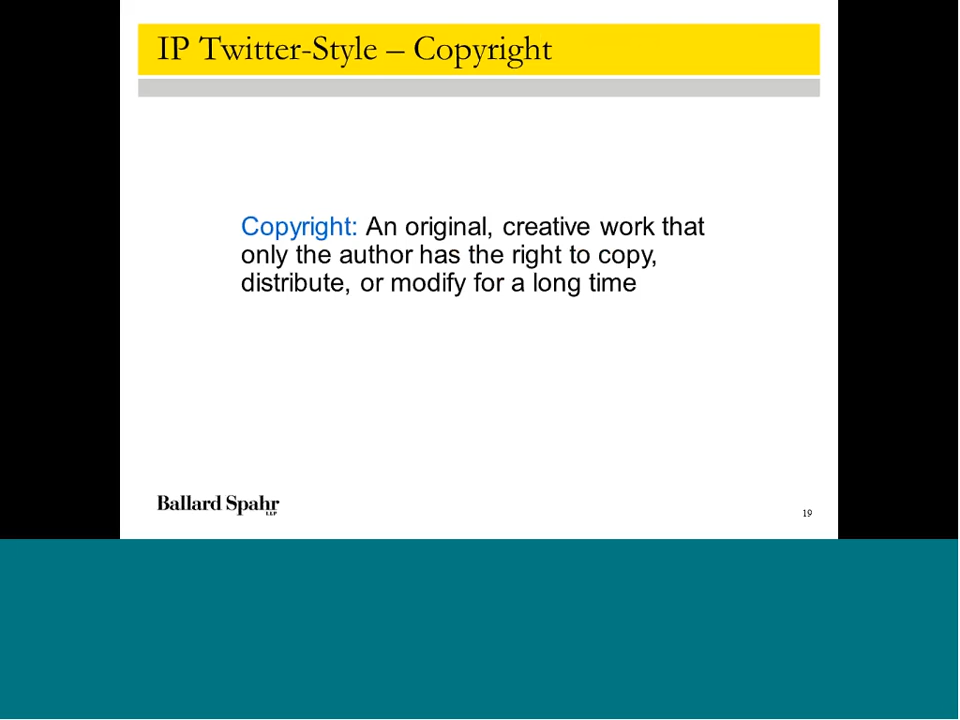 IP Twitter-Style – Copyright
Copyright: An original, creative work that
only the author has the right to copy,
distribute, or modify for a long time
Ballard Spahr
LLP
19